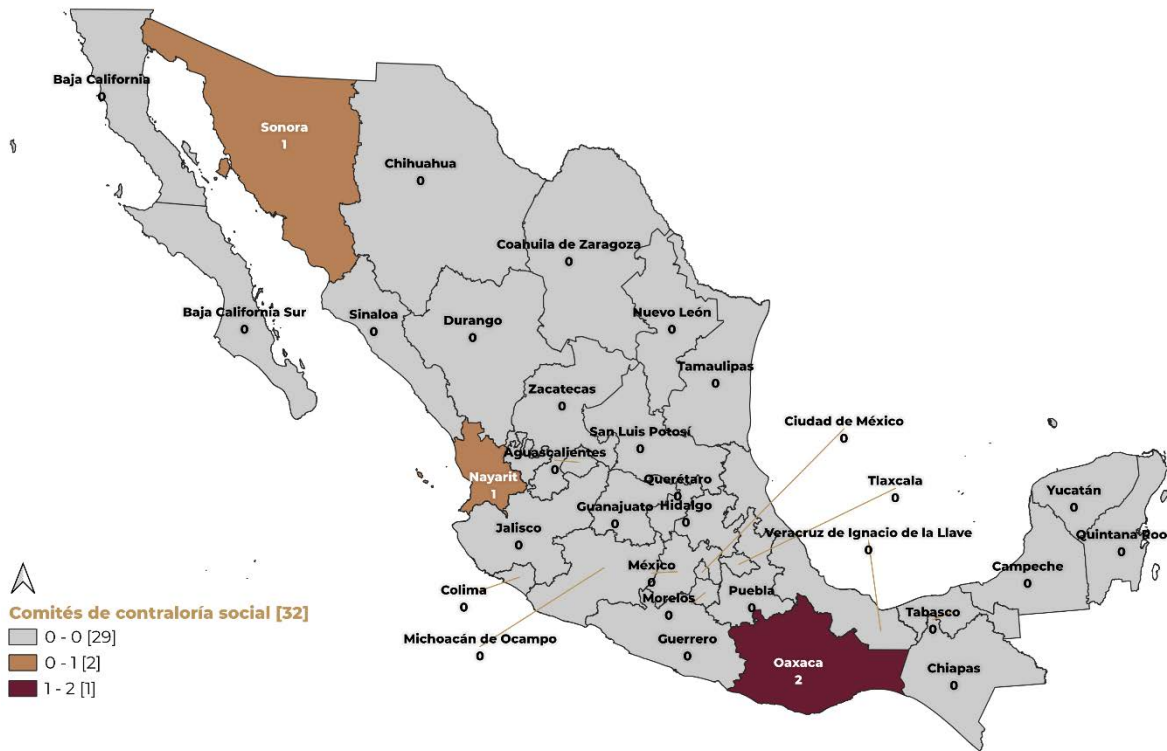 Baja California
0
Sonora
1
Chihuahua
0
Coahuila de Zaragoza
0
Baja California Sur
0
Sinaloa
0
Durango
0
Nuevo León
0
Tamaulipas
0
Zacatecas
0
San Luis Potosí
0
Ciudad de México
0
Aguascalientes
0
Nayarit
1
Querétaro
0
Tlaxcala
0
Guanajuato
0
Hidalgo
0
Yucatán
0
Jalisco
0
Veracruz de Ignacio de la Llave
0
Quintana Roo
0
Campeche
0
México
0
Colima
0
Morelos
0
Puebla
0
Tabasco
0
Michoacán de Ocampo
0
Guerrero
0
Oaxaca
2
Chiapas
0
Comités de contraloría social [32]
0 - 0 [29]
0 - 1 [2]
1 - 2 [1]